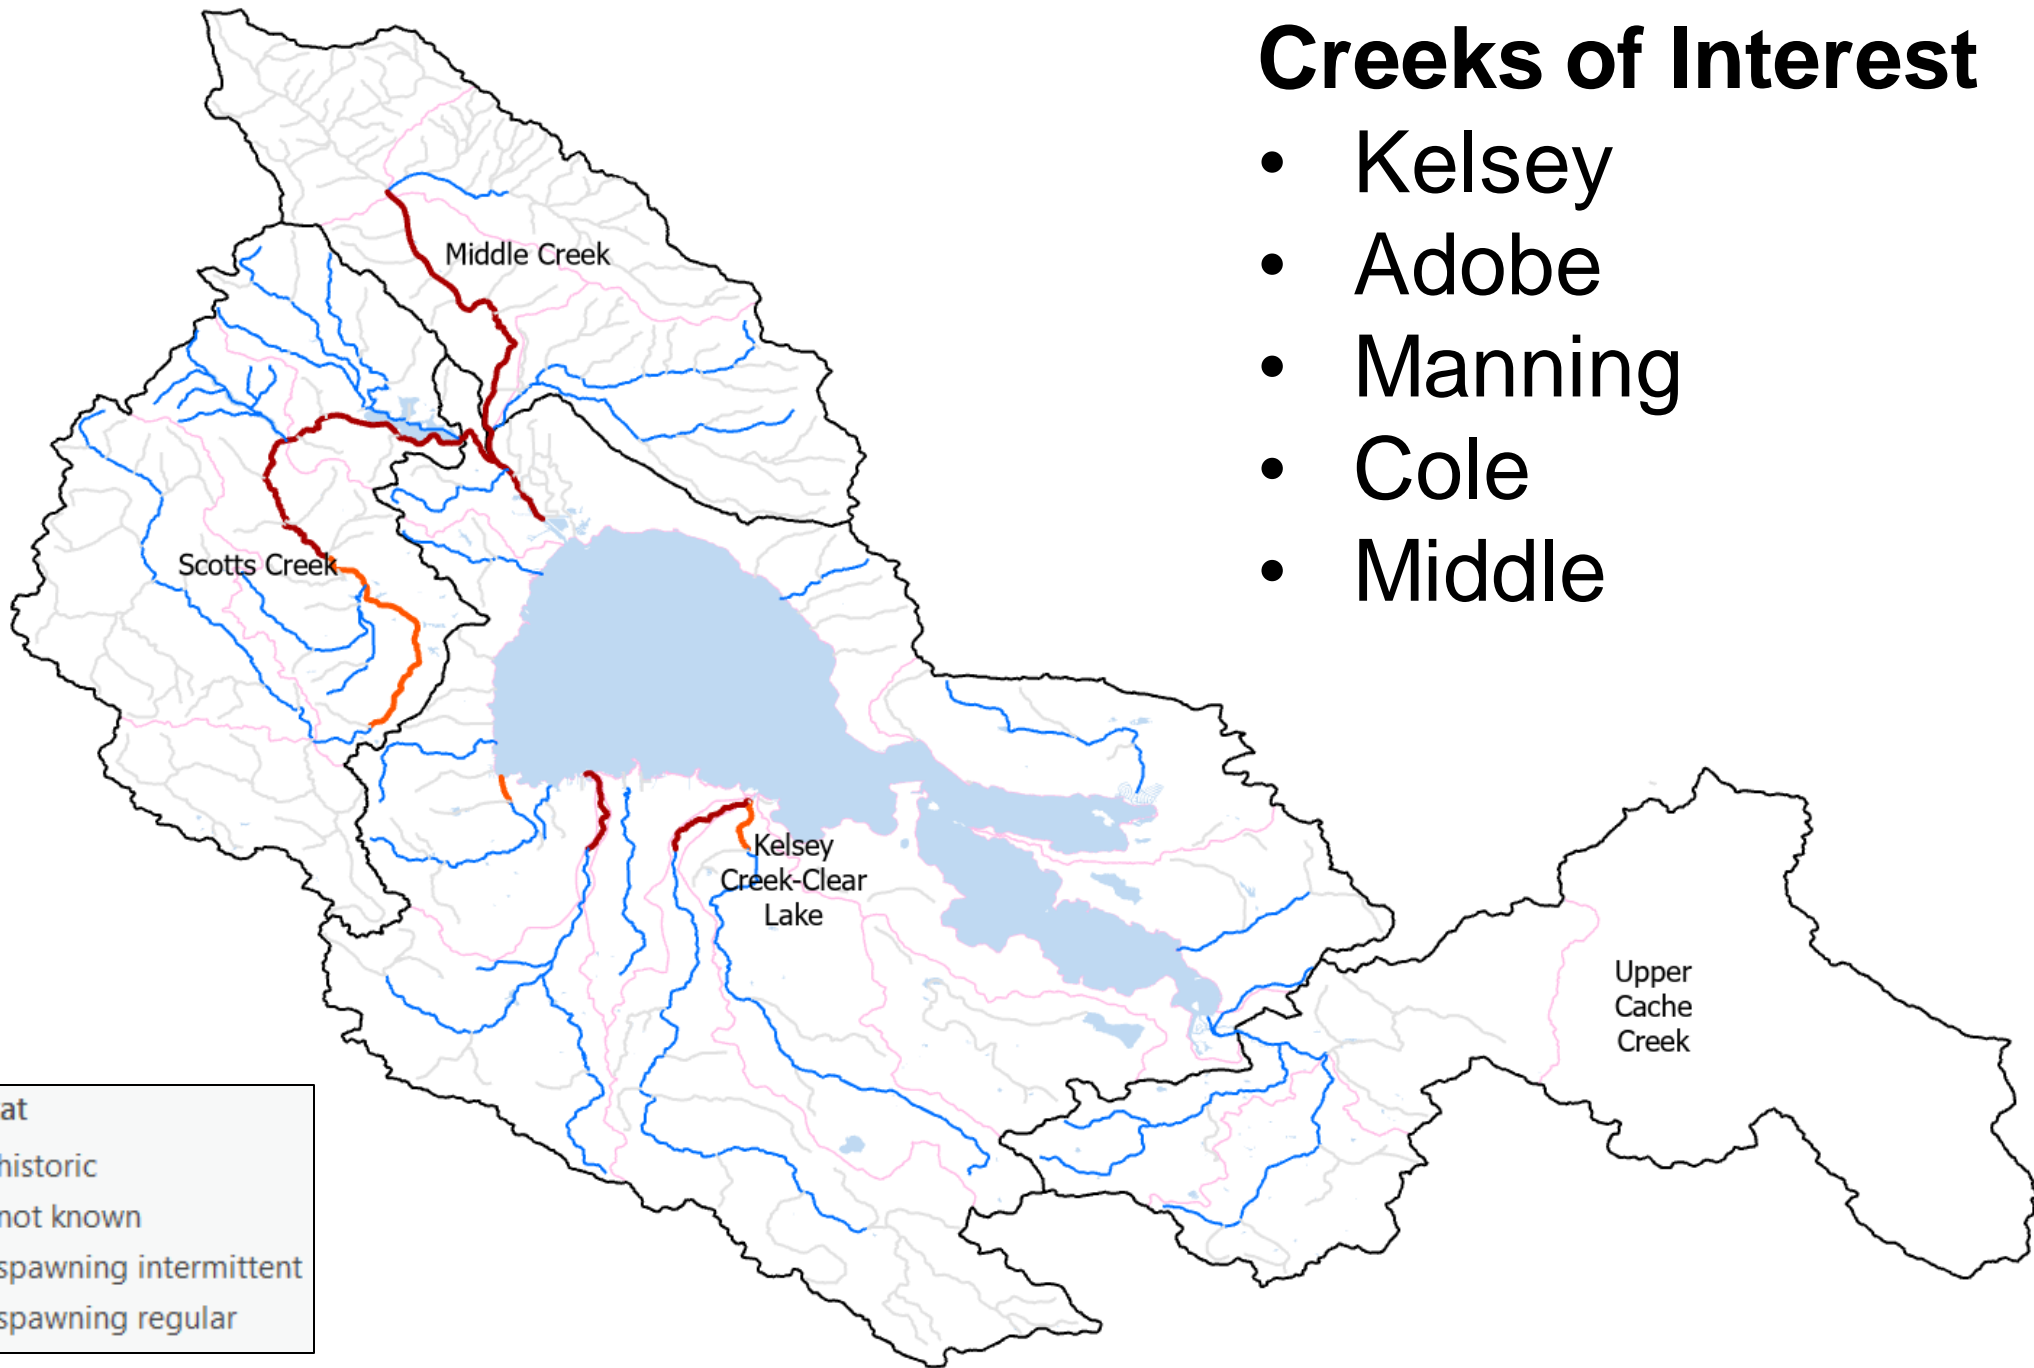 Creeks of Interest
• Kelsey
• Adobe
• Manning
• Cole
• Middle
Middle Creek
Scotts Creek
Kelsey
Creek-Clear
Lake
Upper
Cache
Creek
at
historic
not known
spawning intermittent
spawning regular